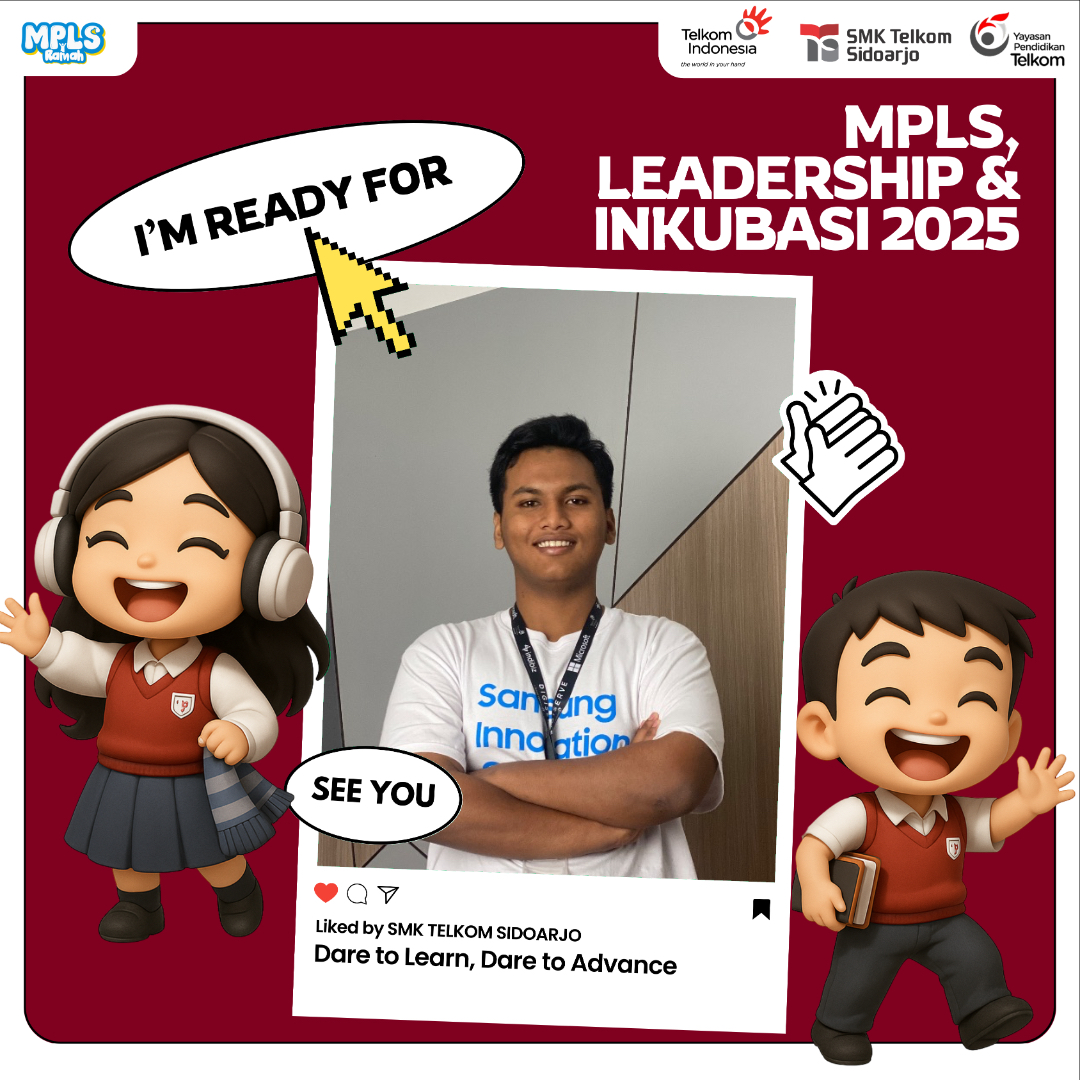 MPLS
Ramah
Telkom
Indonesia
the world in your hand
SMK Telkom
Sidoarjo
Yayasan
Pendidikan
Telkom
MPLS,
LEADERSHIP &
INKUBASI 2025
I'M READY FOR
Microsoft
Samsung
Innovation
SEE YOU
Liked by SMK TELKOM SIDOARJO
Dare to Learn, Dare to Advance